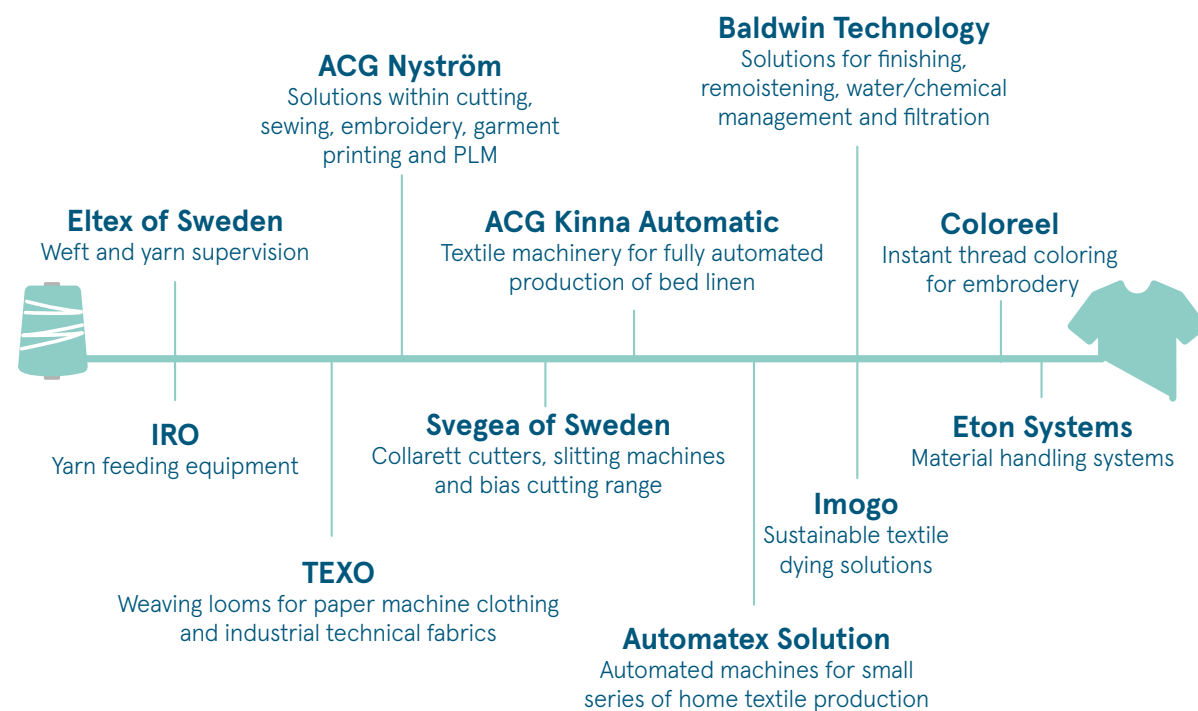 Baldwin Technology
Solutions for finishing,
remoistening, water/chemical
management and filtration
ACG Nyström
Solutions within cutting,
sewing, embroidery, garment
printing and PLM
Eltex of Sweden
Weft and yarn supervision
ACG Kinna Automatic
Textile machinery for fully automated
production of bed linen
Coloreel
Instant thread coloring
for embrodery
IRO
Yarn feeding equipment
Svegea of Sweden
Collarett cutters, slitting machines
and bias cutting range
Eton Systems
Material handling systems
Imogo
Sustainable textile
dying solutions
TEXO
Weaving looms for paper machine clothing
and industrial technical fabrics
Automatex Solution
Automated machines for small
series of home textile production